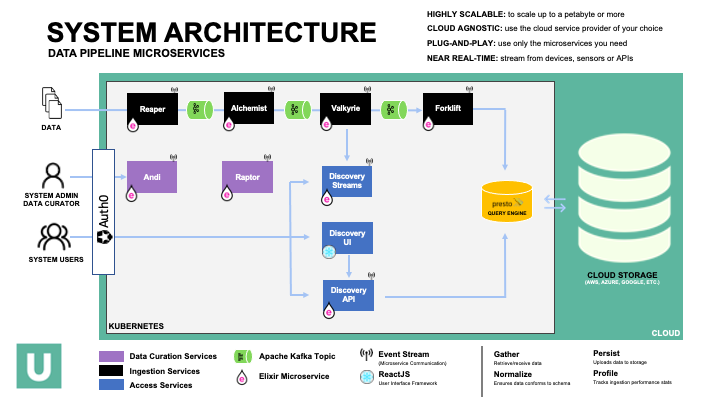 SYSTEM ARCHITECTURE
DATA PIPELINE MICROSERVICES
HIGHLY SCALABLE: to scale up to a petabyte or more
CLOUD AGNOSTIC: use the cloud service provider of your choice
PLUG-AND-PLAY: use only the microservices you need
NEAR REAL-TIME: stream from devices, sensors or APIs
DATA
Reaper
Alchemist
Valkyrie
Forklift
SYSTEM ADMIN
DATA CURATOR
Auth0
Andi
Raptor
Discovery
Streams
presto
QUERY ENGINE
SYSTEM USERS
Discovery
UI
Discovery
API
CLOUD STORAGE
(AWS, AZURE, GOOGLE, ETC.)
KUBERNETES
CLOUD
U
Data Curation Services
Ingestion Services
Access Services
Apache Kafka Topic
Elixir Microservice
Event Stream
(Microservice Communication)
ReactJS
User Interface Framework
Gather
Retrieve/receive data
Normalize
Ensures data conforms to schema
Persist
Uploads data to storage
Profile
Tracks ingestion performance stats